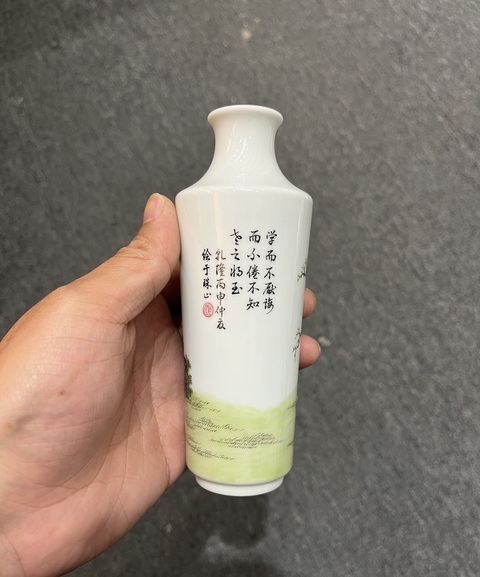 学而不厭誨
而不倦不知
老之将至
乾隆丙申仲夏
绘于珠山